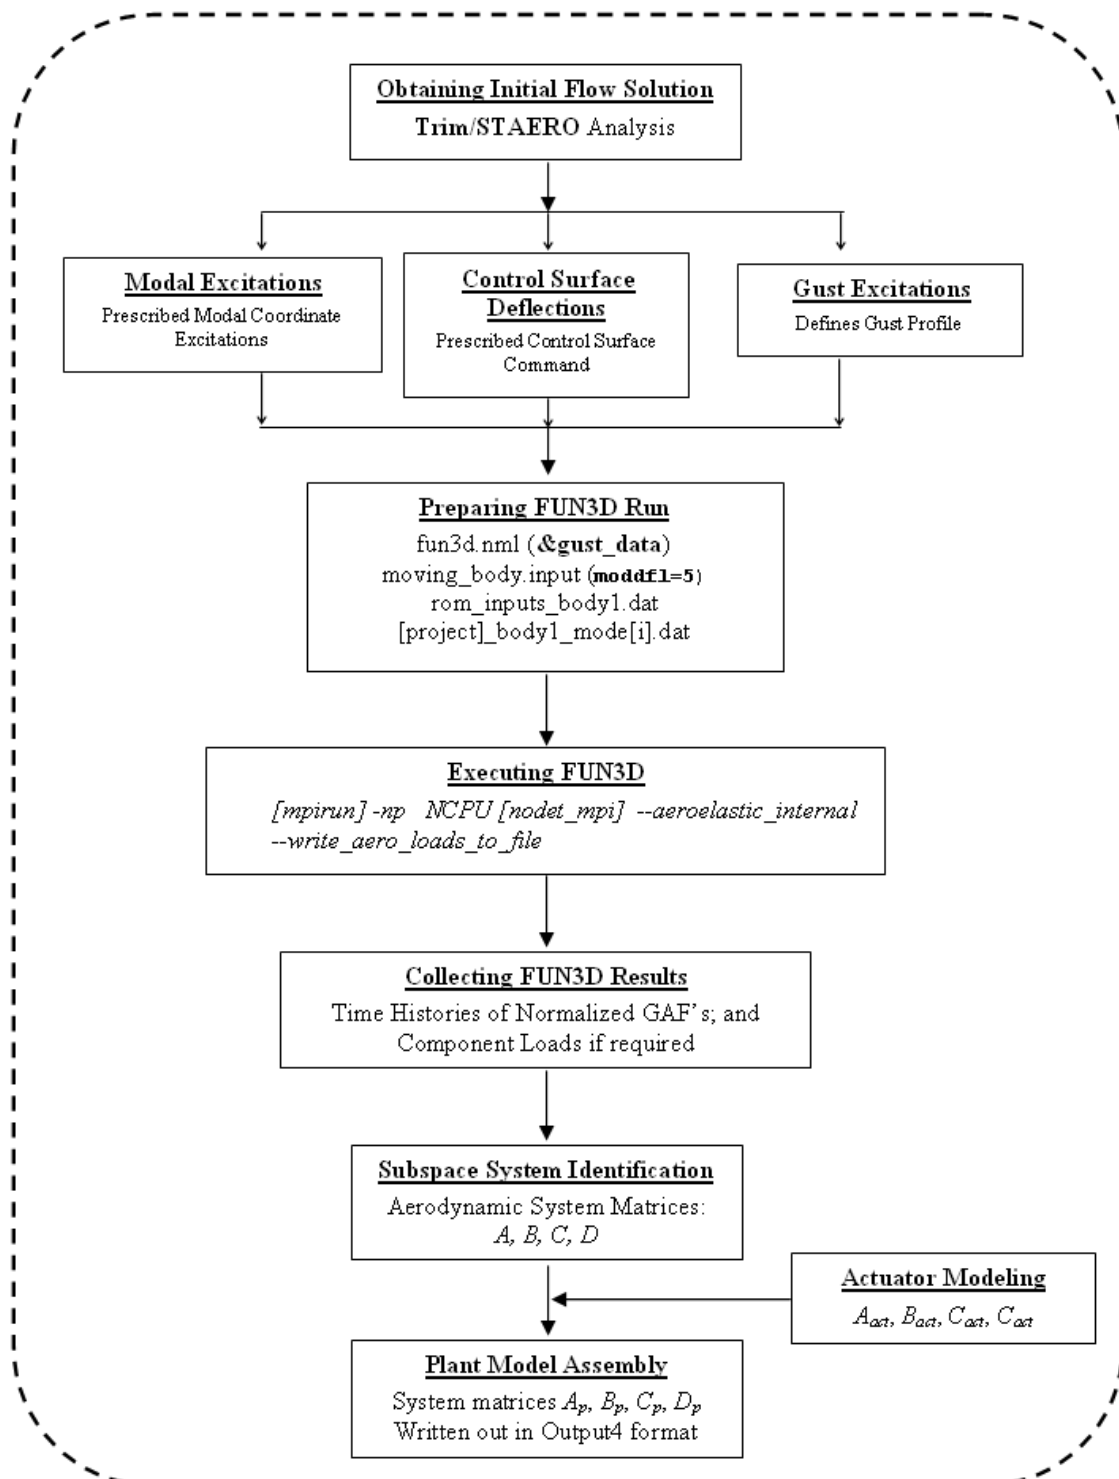 Obtaining Initial Flow Solution
Trim/STAERO Analysis
Modal Excitations
Prescribed Modal Coordinate
Excitations
Control Surface
Deflections
Prescribed Control Surface
Command
Gust Excitations
Defines Gust Profile
Preparing FUN3D Run
fun3d.nml (&gust_data)
moving_body.input (moddfl=5)
rom_inputs_body1.dat
[project]_body1_mode[i].dat
Executing FUN3D
[mpirun] -np NCPU [nodet_mpi] --aeroelastic_internal
--write_aero_loads_to_file
Collecting FUN3D Results
Time Histories of Normalized GAF's; and
Component Loads if required
Subspace System Identification
Aerodynamic System Matrices:
A, B, C, D
Actuator Modeling
Aact, Bact, Cact, Cact
Plant Model Assembly
System matrices Ap, Bp, Cp, Dp
Written out in Output4 format